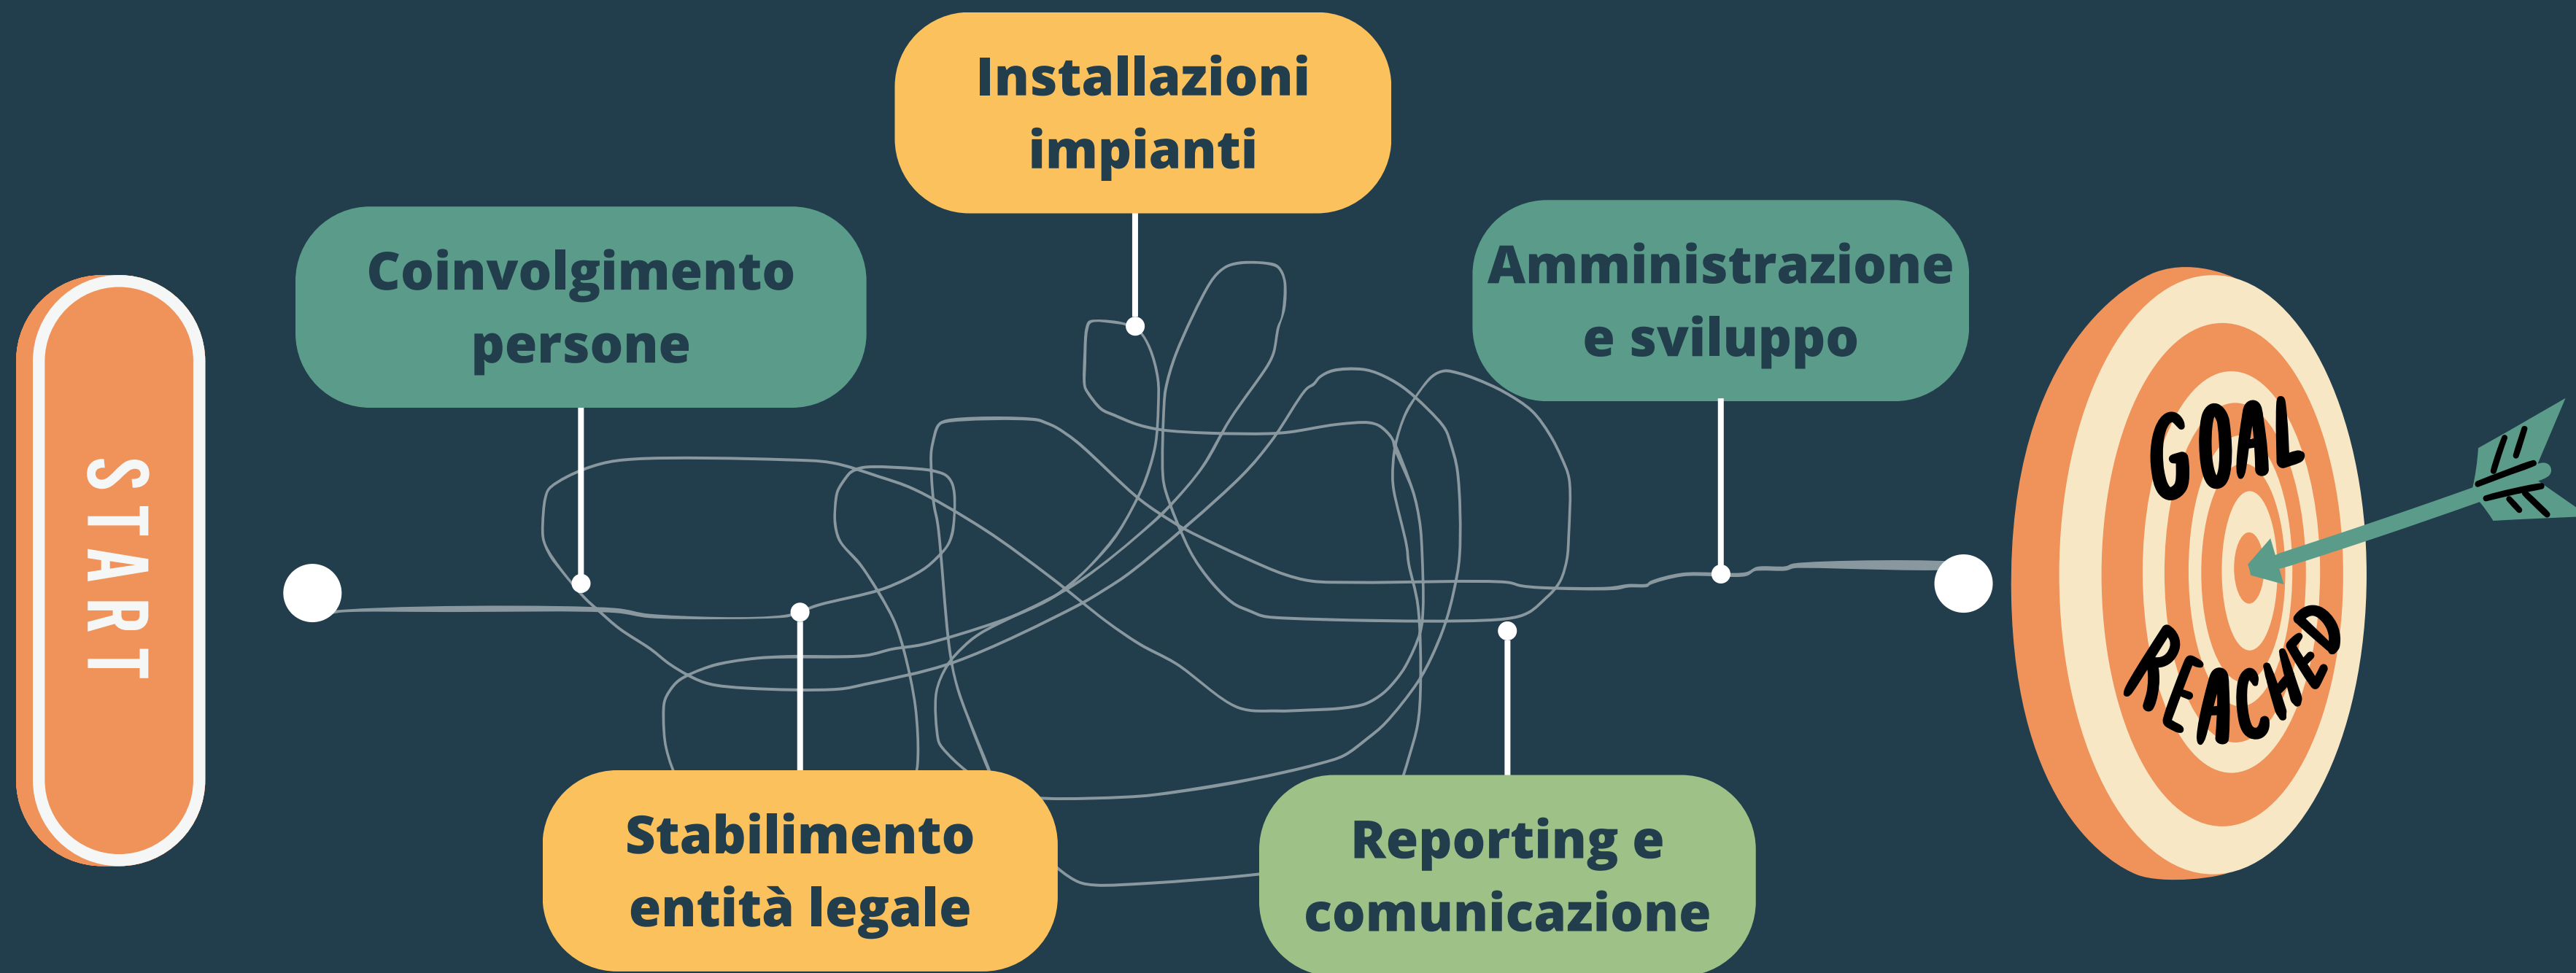 START
Coinvolgimento
persone
Stabilimento
entità legale
Installazioni
impianti
Reporting e
comunicazione
Amministrazione
e sviluppo
GOAL
REACHED